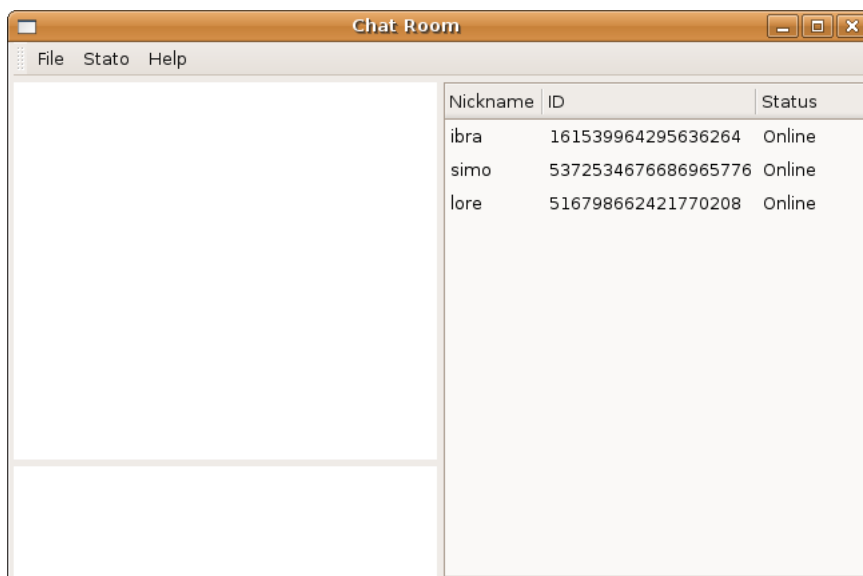 Chat Room
File Stato Help
Nickname ID Status
ibra 161539964295636264 Online
simo 5372534676686965776 Online
lore 516798662421770208 Online